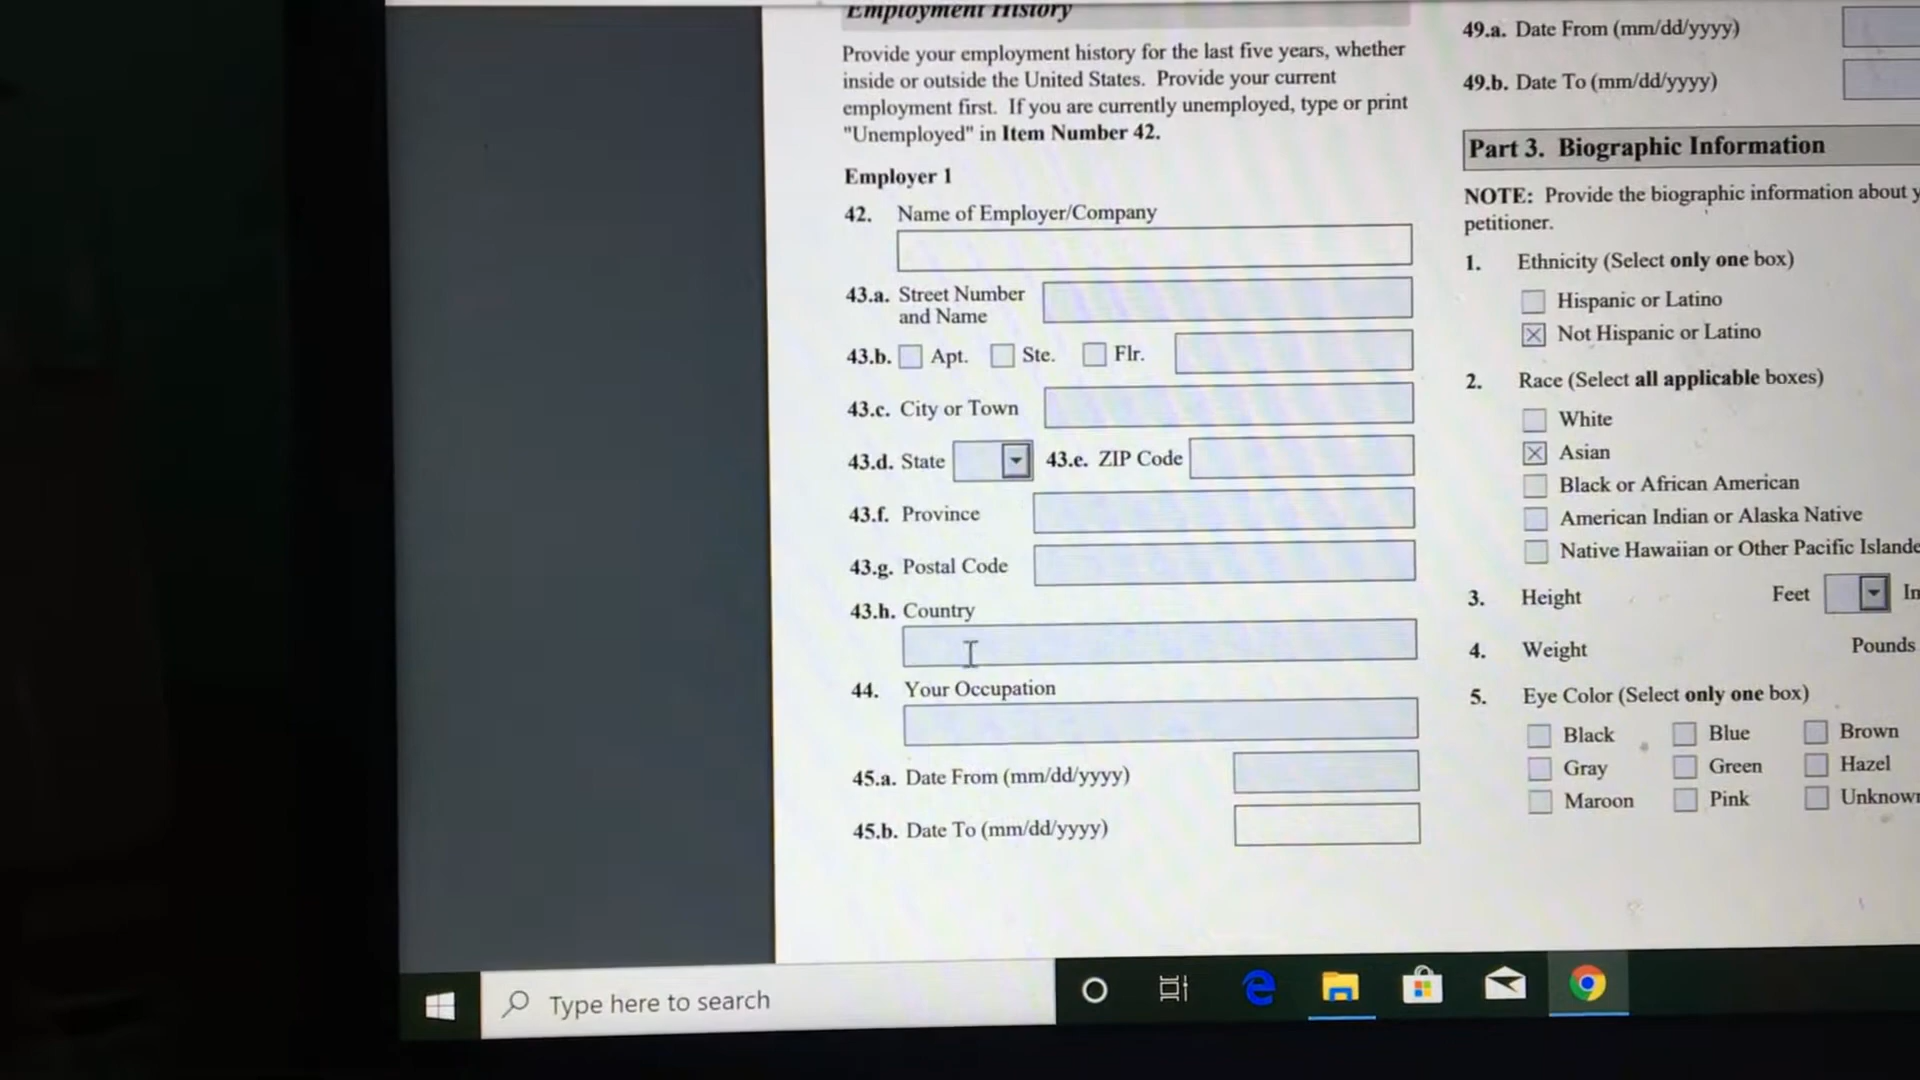 Employment History
Provide your employment history for the last five years, whether
inside or outside the United States. Provide your current
employment first. If you are currently unemployed, type or print
"Unemployed" in Item Number 42.
Employer 1
42. Name of Employer/Company
43.a. Street Number
and Name
43.b. Apt. Ste. Flr.
43.c. City or Town
43.d. State 43.e. ZIP Code
43.f. Province
43.g. Postal Code
43.h. Country
44. Your Occupation
45.a. Date From (mm/dd/yyyy)
45.b. Date To (mm/dd/yyyy)
49.a. Date From (mm/dd/yyyy)
49.b. Date To (mm/dd/yyyy)
Part 3. Biographic Information
NOTE: Provide the biographic information about
petitioner.
1. Ethnicity (Select only one box)
Hispanic or Latino
Not Hispanic or Latino
2. Race (Select all applicable boxes)
White
Asian
Black or African American
American Indian or Alaska Native
Native Hawaiian or Other Pacific Islande
3. Height Feet In
4. Weight Pounds
5. Eye Color (Select only one box)
Black Blue Brown
Gray Green Hazel
Maroon Pink Unknown
Type here to search